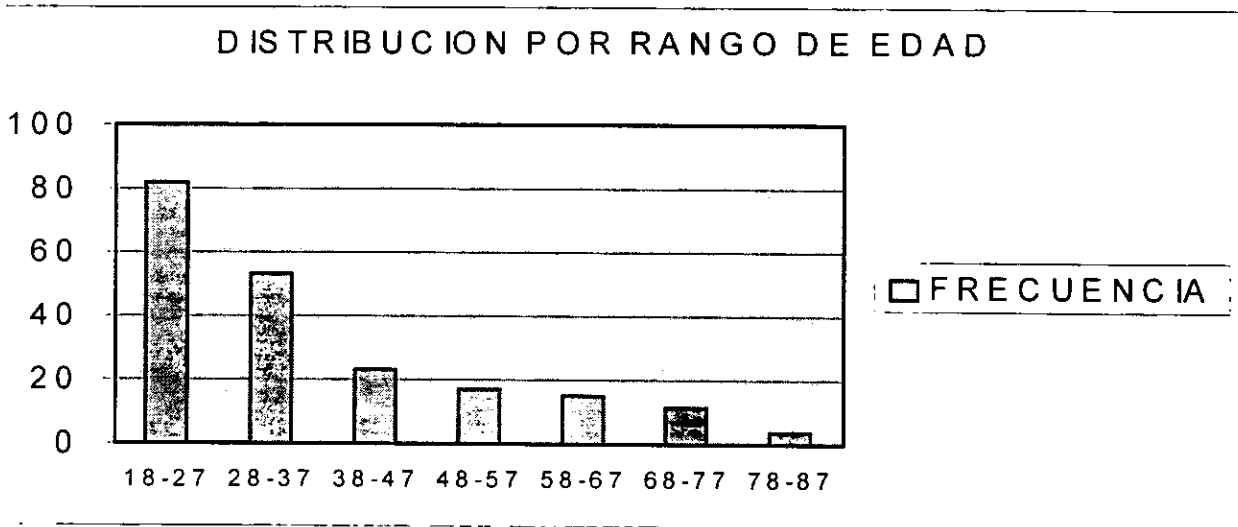 DISTRIBUCION POR RANGO DE EDAD
100
80
60
40
20
0
18-27 28-37 38-47 48-57 58-67 68-77 78-87
FRECUENCIA